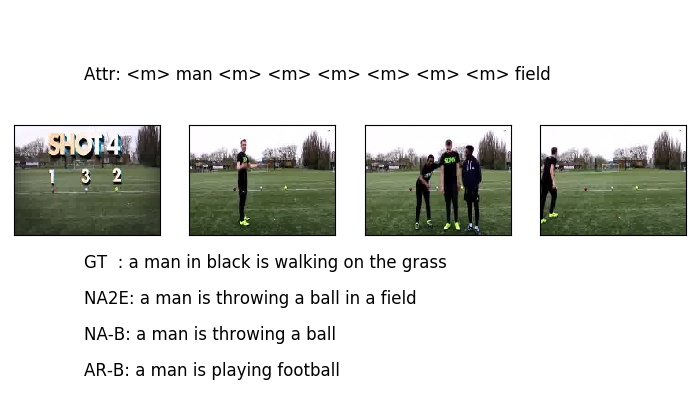 Attr: <m> man <m> <m> <m> <m> <m> <m> field
SHOT 4
1 3 2
GT : a man in black is walking on the grass
NA2E: a man is throwing a ball in a field
NA-B: a man is throwing a ball
AR-B: a man is playing football